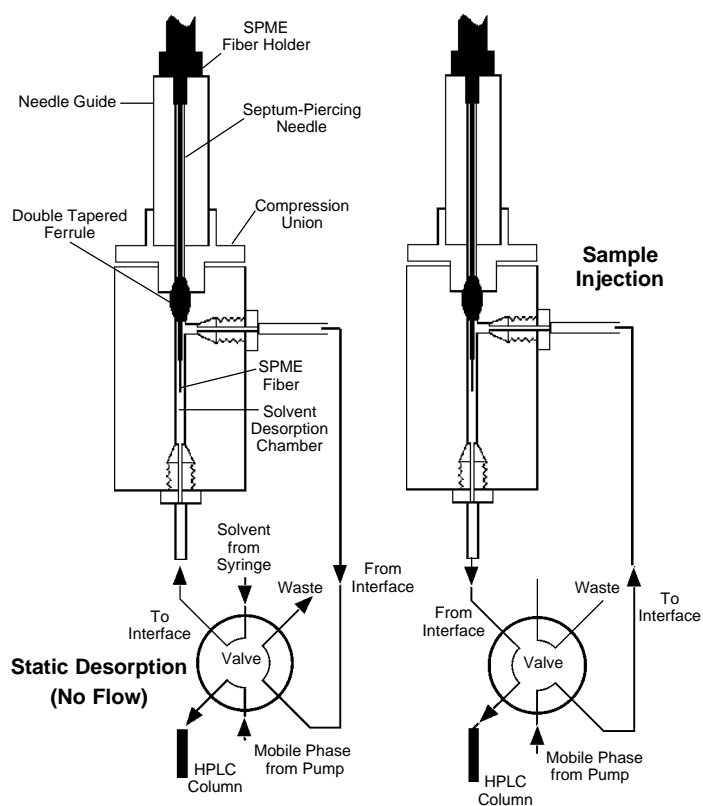 SPME
Fiber Holder
Needle Guide
Septum-Piercing
Needle
Double Tapered
Ferrule
Compression
Union
SPME
Fiber
Solvent
Desorption
Chamber
Solvent
from
Syringe
Waste
From
Interface
To
Interface
Valve
Static Desorption
(No Flow)
Mobile Phase
from Pump
HPLC
Column
Sample
Injection
From
Interface
Waste
To
Interface
Valve
Mobile Phase
from Pump
HPLC
Column